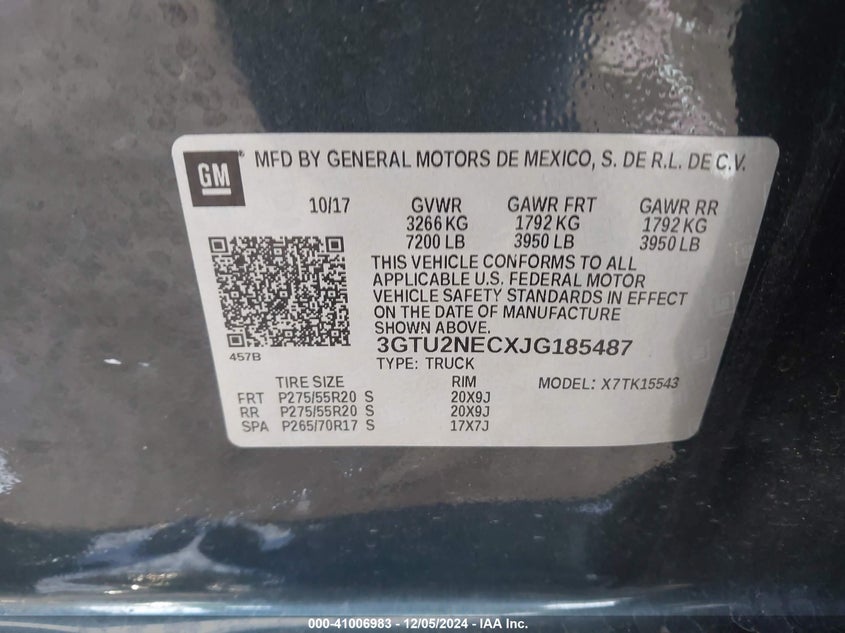 GM
MFD BY GENERAL MOTORS DE MEXICO, S. DE R.L. DE C.V.
10/17 GVWR GAWR FRT GAWR RR
3266 KG 1792 KG 1792 KG
7200 LB 3950 LB 3950 LB
THIS VEHICLE CONFORMS TO ALL
APPLICABLE U.S. FEDERAL MOTOR
VEHICLE SAFETY STANDARDS IN EFFECT
ON THE DATE OF MANUFACTURE
SHOWN ABOVE.
457B
3GTU2NECXJG185487
TYPE: TRUCK
TIRE SIZE RIM MODEL: X7TK15543
FRT P275/55R20 S 20X9J
RR P275/55R20 S 20X9J
SPA P265/70R17 S 17X7J
000-41006983 - 12/05/2024 - IAA Inc.